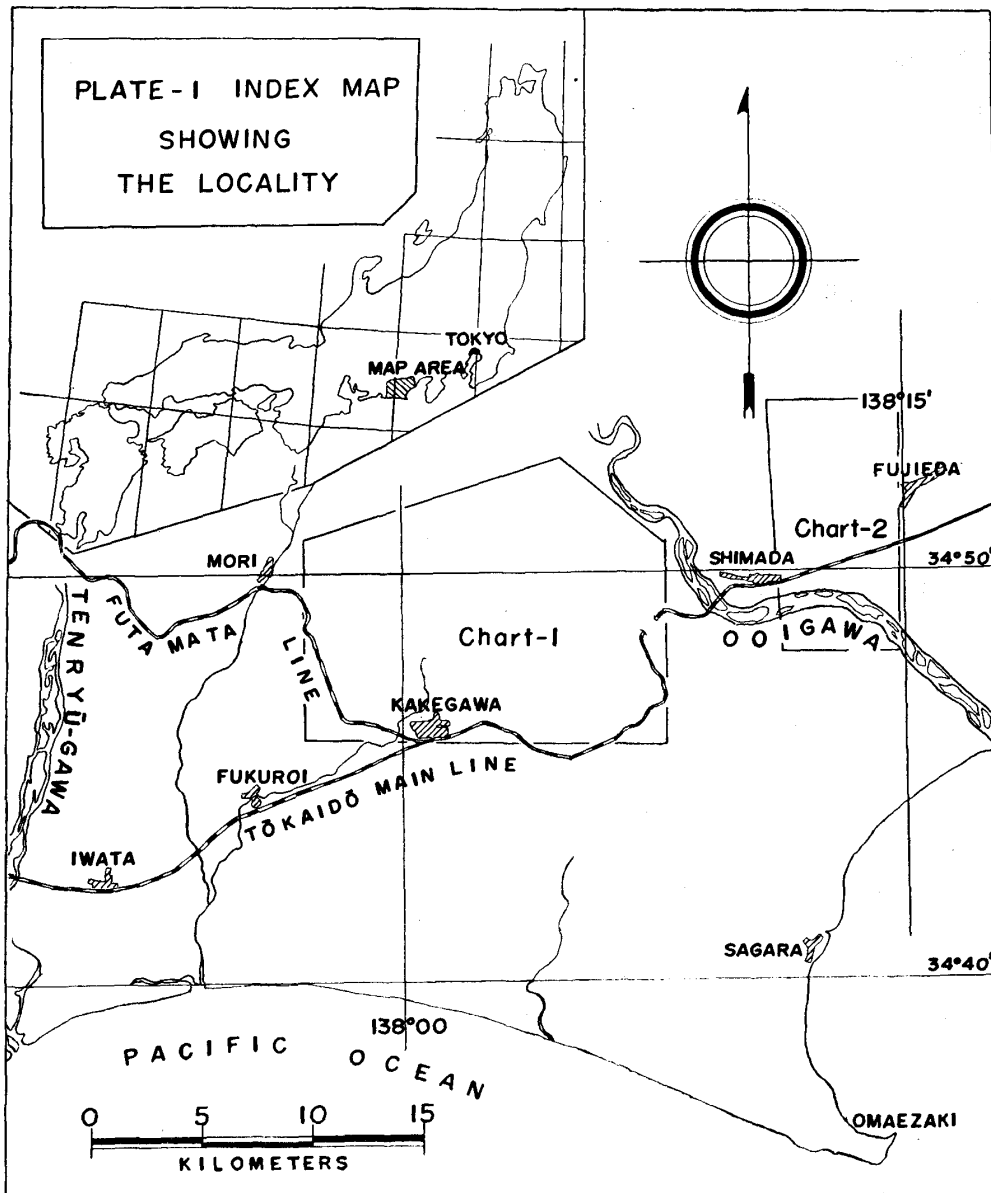 PLATE-1 INDEX MAP
SHOWING
THE LOCALITY
TOKYO
MAP AREA
138°15'
FUJIEDA
Chart-2
MORI
SHIMADA
34°50'
FUTAMATA LINE
TENRYŪ-GAWA
OOIGAWA
Chart-1
KAKEGAWA
FUKUROI
TŌKAIDŌ MAIN LINE
IWATA
SAGARA
34°40'
138°00
PACIFIC OCEAN
0 5 10 15
KILOMETERS
OMAEZAKI